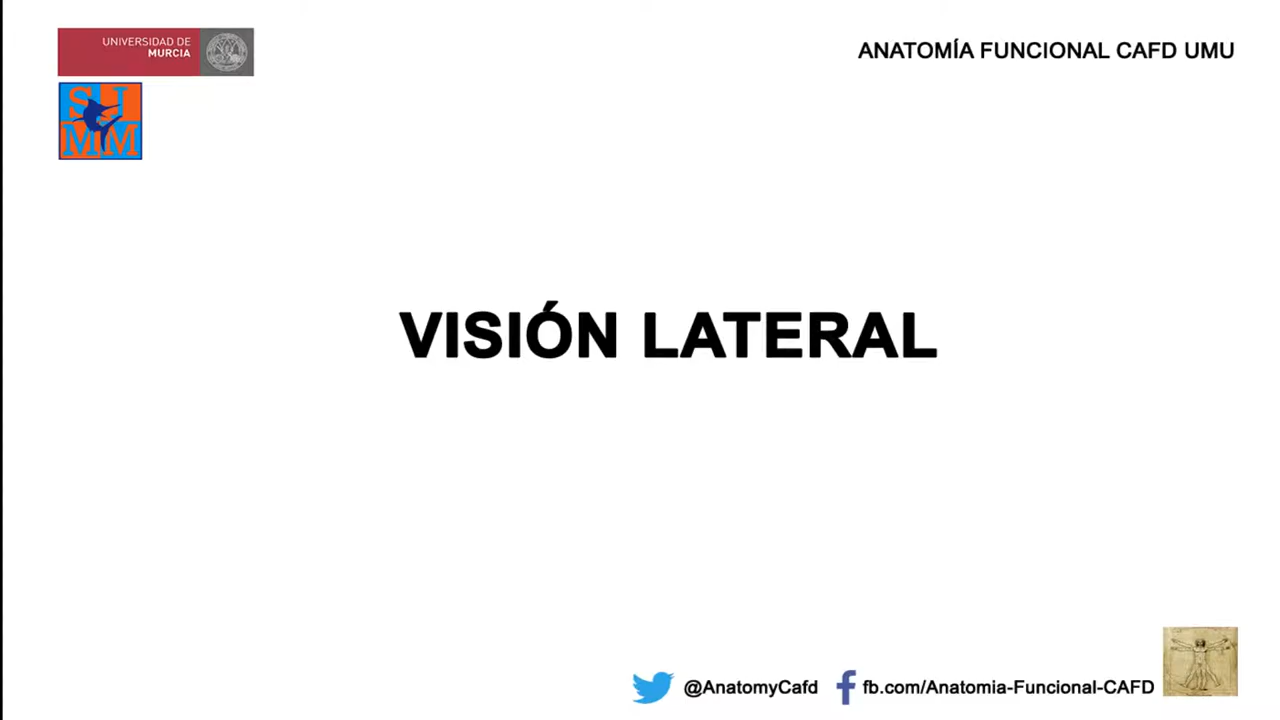 UNIVERSIDAD DE
MURCIA
ANATOMÍA FUNCIONAL CAFD UMU
S J
M M
VISIÓN LATERAL
@AnatomyCafd
fb.com/Anatomia-Funcional-CAFD